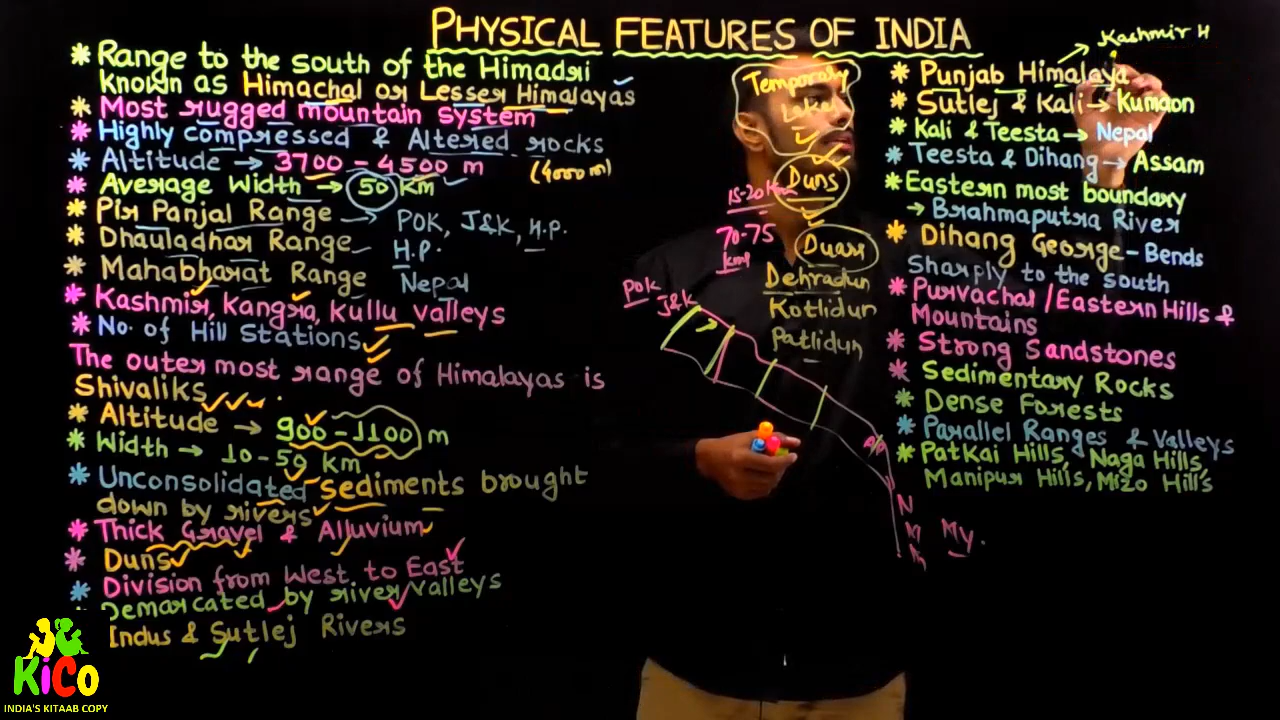 PHYSICAL FEATURES OF INDIA
* Range to the south of the Himadri
known as Himachal or Lesser Himalayas
* Most rugged mountain system
* Highly compressed & Altered rocks
* Altitude → 3700 - 4500 m
(4000 m)
* Average Width → 50 Km
* Pir Panjal Range → POK, J&K, H.P.
* Dhauladhar Range - H.P.
* Mahabharat Range Nepal
* Kashmir, Kangra, Kullu Valleys
* No. of Hill Stations
The outer most range of Himalayas is
Shivaliks
* Altitude → 900 - 1100 m
* Width → 10-50 Km
* Unconsolidated sediments brought
down by rivers
* Thick Gravel & Alluvium
* Duns
* Division from West to East
* Demarcated by river valleys
Indus & Sutlej Rivers
Temporary
Lakes
Duns
15-20 Km
70-75
km
Duars
Dehradun
Kotlidun
Patlidun
POK
J&K
N
M
My.
Kashmir H
* Punjab Himalaya
* Sutlej & Kali → Kumaon
* Kali & Teesta → Nepal
* Teesta & Dihang → Assam
* Eastern most boundary
→ Brahmaputra River
* Dihang George - Bends
sharply to the south
* Purvachal / Eastern Hills &
Mountains
* Strong Sandstones
* Sedimentary Rocks
* Dense Forests
* Parallel Ranges & Valleys
* Patkai Hills, Naga Hills,
Manipur Hills, Mizo Hills
KiCo
INDIA'S KITAAB COPY